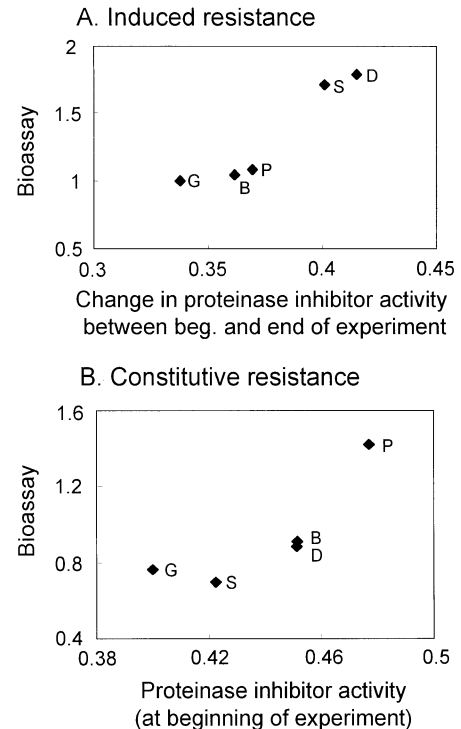 A. Induced resistance
2
1.5
1
0.5
Bioassay
D
S
P
G
B
0.3 0.35 0.4 0.45
Change in proteinase inhibitor activity
between beg. and end of experiment
B. Constitutive resistance
1.6
1.2
0.8
0.4
Bioassay
P
B
D
G
S
0.38 0.42 0.46 0.5
Proteinase inhibitor activity
(at beginning of experiment)